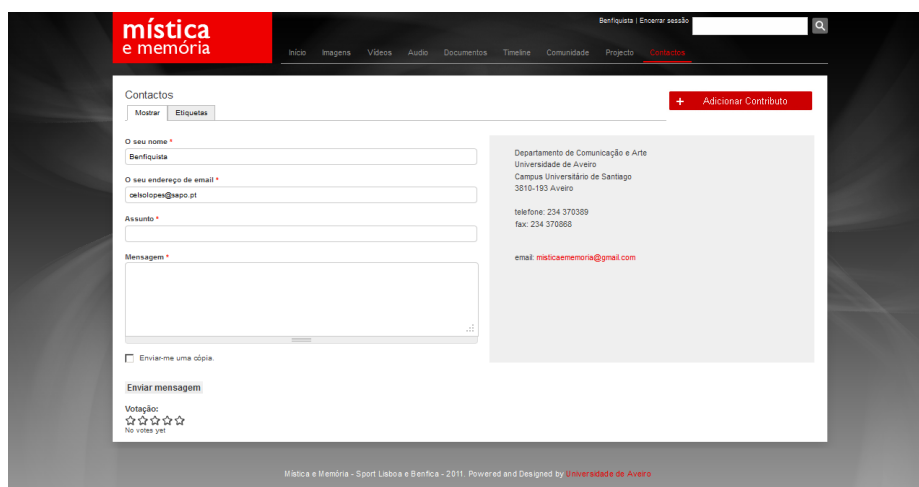 mística
e memória
Benfiquista | Encerrar sessão
Início Imagens Vídeos Audio Documentos Timeline Comunidade Projecto Contactos
Contactos
Mostrar Etiquetas
+ Adicionar Contributo
O seu nome *
Benfiquista
O seu endereço de email *
celsolopes@sapo.pt
Assunto *
Mensagem *
Enviar-me uma cópia.
Enviar mensagem
Votação:
No votes yet
Departamento de Comunicação e Arte
Universidade de Aveiro
Campus Universitário de Santiago
3810-193 Aveiro
telefone: 234 370389
fax: 234 370868
email: misticaememoria@gmail.com
Mística e Memória - Sport Lisboa e Benfica - 2011. Powered and Designed by Universidade de Aveiro